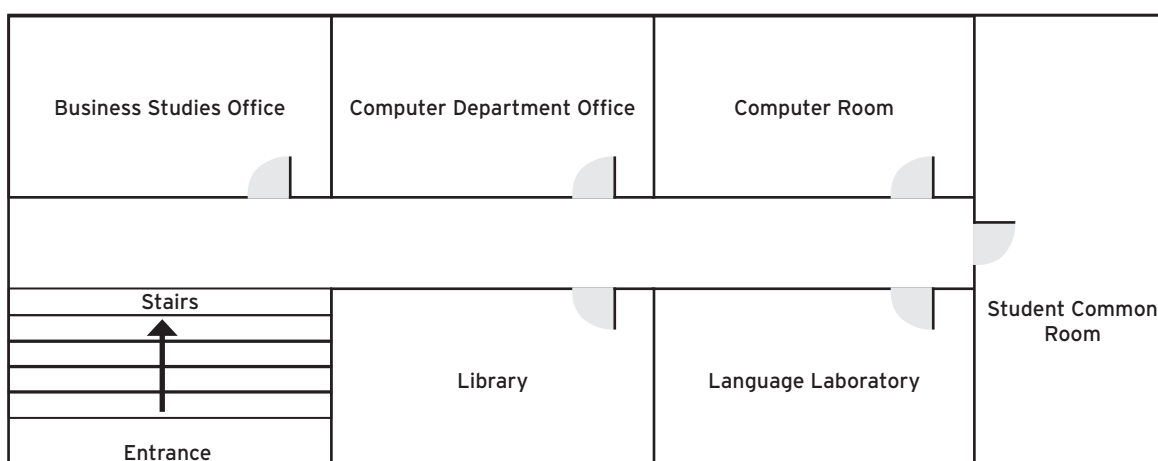 Business Studies Office
Computer Department Office
Computer Room
Stairs
Student Common
Room
Library
Language Laboratory
Entrance